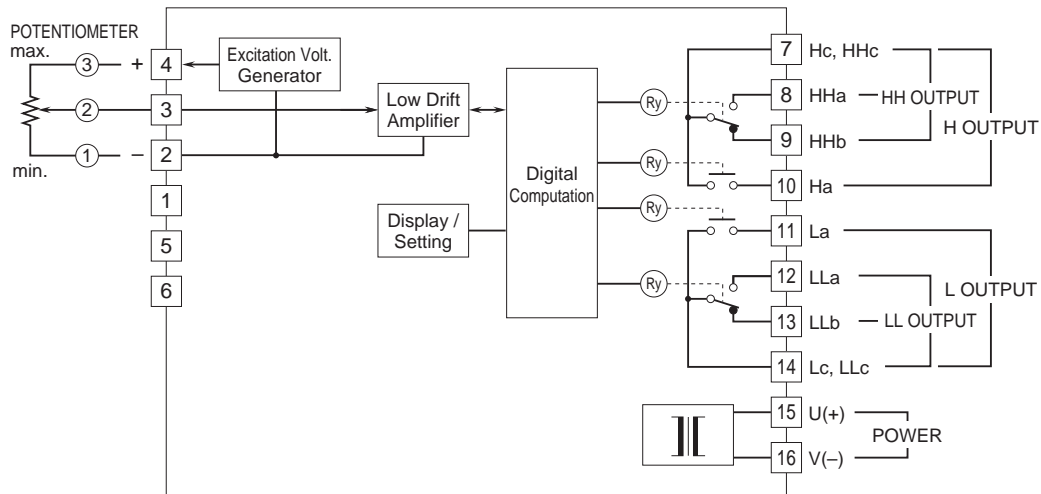 POTENTIOMETER
max.
min.
3
2
1
+
–
4
3
2
1
5
6
Excitation Volt.
Generator
Low Drift
Amplifier
Display /
Setting
Digital
Computation
Ry
Ry
Ry
Ry
7 Hc, HHc
8 HHa
9 HHb
10 Ha
HH OUTPUT
H OUTPUT
11 La
12 LLa
13 LLb
14 Lc, LLc
LL OUTPUT
L OUTPUT
15 U(+)
16 V(–)
POWER